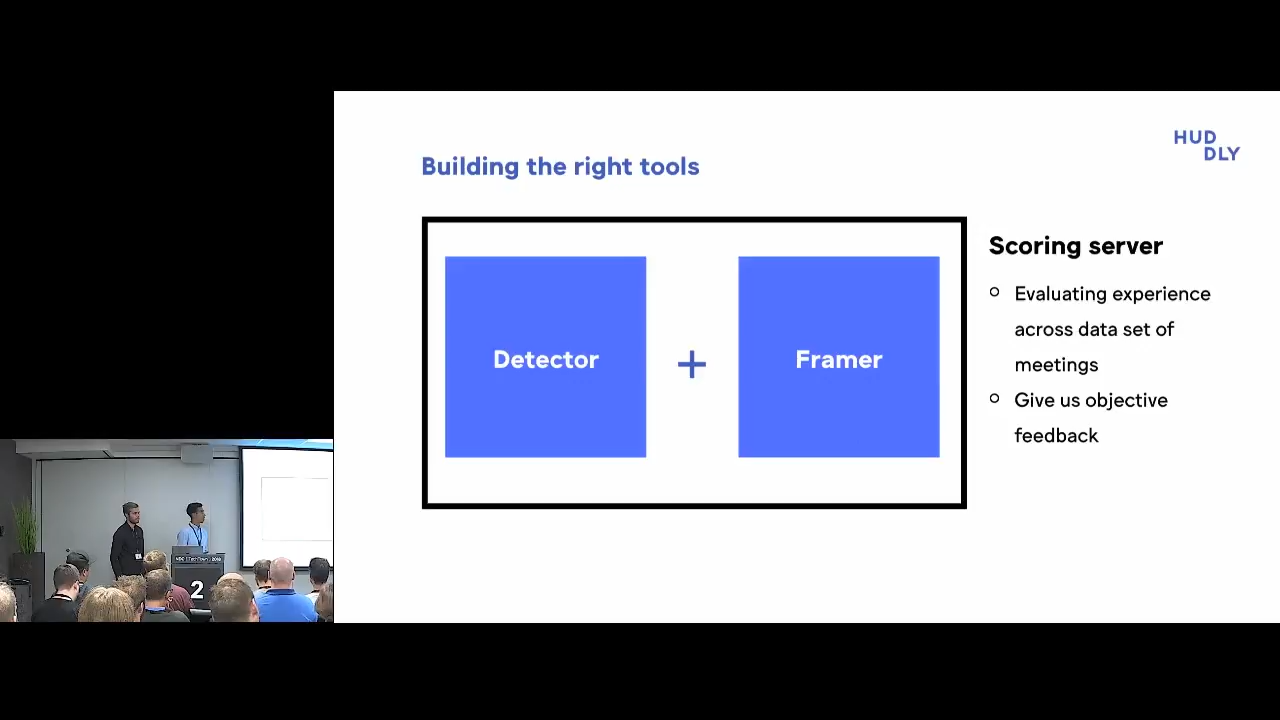 HUD
DLY
Building the right tools
Detector
+
Framer
Scoring server
Evaluating experience
across data set of
meetings
Give us objective
feedback
2